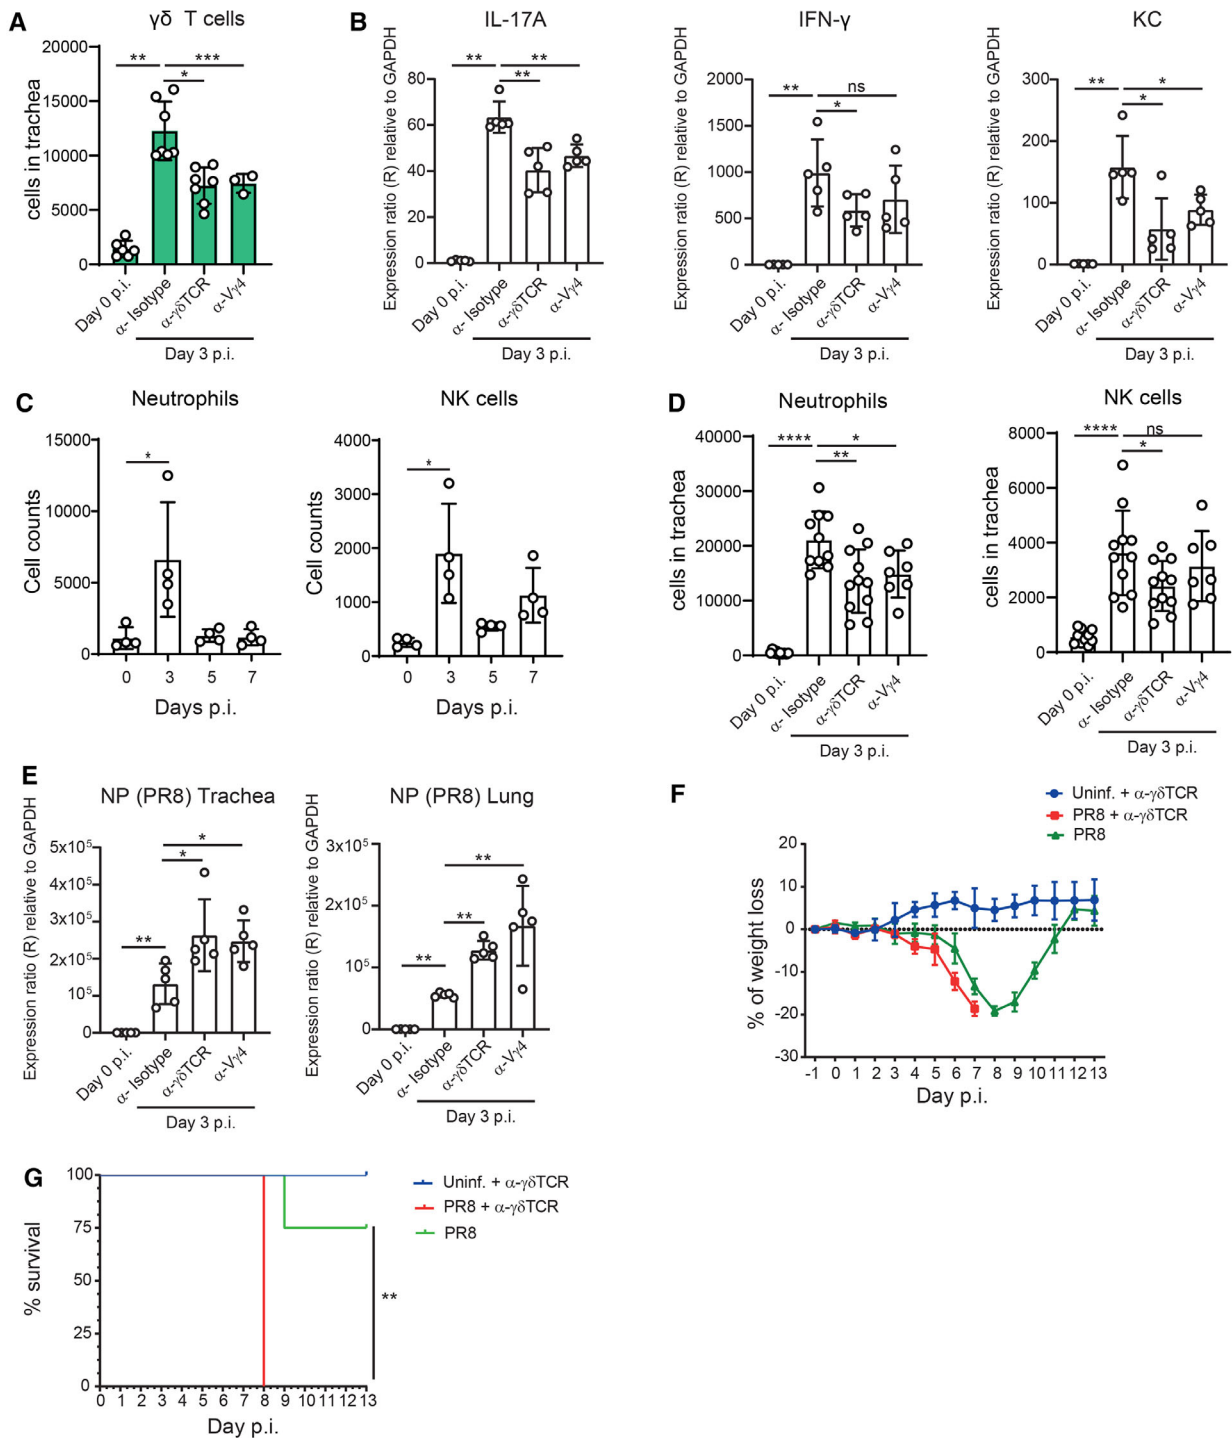 A
γδ T cells
cells in trachea
20000
15000
10000
5000
0
**
***
*
Day 0 p.i.
α- Isotype
α-γδTCR
α-Vγ4
Day 3 p.i.
B
IL-17A
Expression ratio (R) relative to GAPDH
80
60
40
20
0
**
**
**
Day 0 p.i.
α- Isotype
α-γδTCR
α-Vγ4
Day 3 p.i.
IFN-γ
Expression ratio (R) relative to GAPDH
2000
1500
1000
500
0
**
ns
*
Day 0 p.i.
α- Isotype
α-γδTCR
α-Vγ4
Day 3 p.i.
KC
Expression ratio (R) relative to GAPDH
300
200
100
0
**
*
*
Day 0 p.i.
α- Isotype
α-γδTCR
α-Vγ4
Day 3 p.i.
C
Neutrophils
Cell counts
15000
10000
5000
0
*
0 3 5 7
Days p.i.
NK cells
Cell counts
4000
3000
2000
1000
0
*
0 3 5 7
Days p.i.
D
Neutrophils
cells in trachea
40000
30000
20000
10000
0
****
*
**
Day 0 p.i.
α- Isotype
α-γδTCR
α-Vγ4
Day 3 p.i.
NK cells
cells in trachea
8000
6000
4000
2000
0
****
ns
*
Day 0 p.i.
α- Isotype
α-γδTCR
α-Vγ4
Day 3 p.i.
E
NP (PR8) Trachea
Expression ratio (R) relative to GAPDH
5x10⁵
4x10⁵
3x10⁵
2x10⁵
10⁵
0
**
*
*
Day 0 p.i.
α- Isotype
α-γδTCR
α-Vγ4
Day 3 p.i.
NP (PR8) Lung
Expression ratio (R) relative to GAPDH
3x10⁵
2x10⁵
10⁵
0
**
**
**
Day 0 p.i.
α- Isotype
α-γδTCR
α-Vγ4
Day 3 p.i.
F
Uninf. + α-γδTCR
PR8 + α-γδTCR
PR8
% of weight loss
20
10
0
-10
-20
-30
-1 0 1 2 3 4 5 6 7 8 9 10 11 12 13
Day p.i.
G
Uninf. + α-γδTCR
PR8 + α-γδTCR
PR8
% survival
100
75
50
25
0
**
0 1 2 3 4 5 6 7 8 9 10 11 12 13
Day p.i.